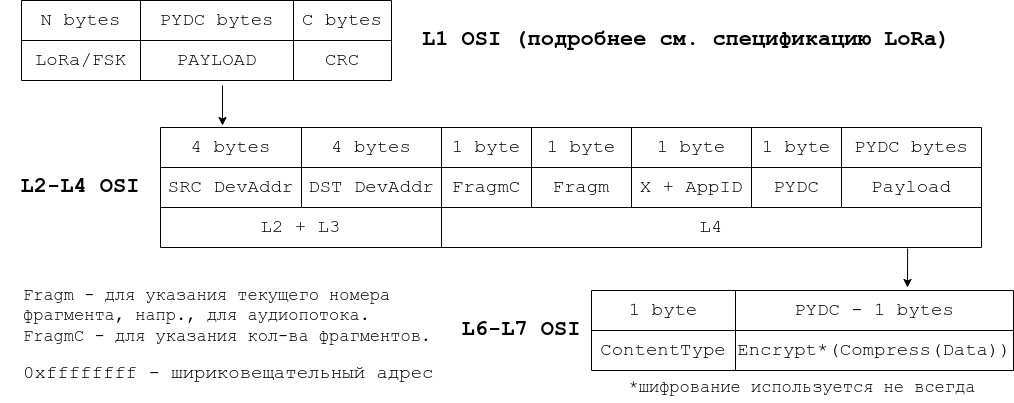 N bytes PYDC bytes C bytes
LoRa/FSK PAYLOAD CRC
L1 OSI (подробнее см. спецификацию LoRa)
4 bytes 4 bytes 1 byte 1 byte 1 byte 1 byte PYDC bytes
L2-L4 OSI
SRC DevAddr DST DevAddr FragmC Fragm X + AppID PYDC Payload
L2 + L3 L4
Fragm - для указания текущего номера
фрагмента, напр., для аудиопотока.
FragmC - для указания кол-ва фрагментов.
0xffffffff - шириковещательный адрес
L6-L7 OSI
1 byte PYDC - 1 bytes
ContentType Encrypt*(Compress(Data))
*шифрование используется не всегда